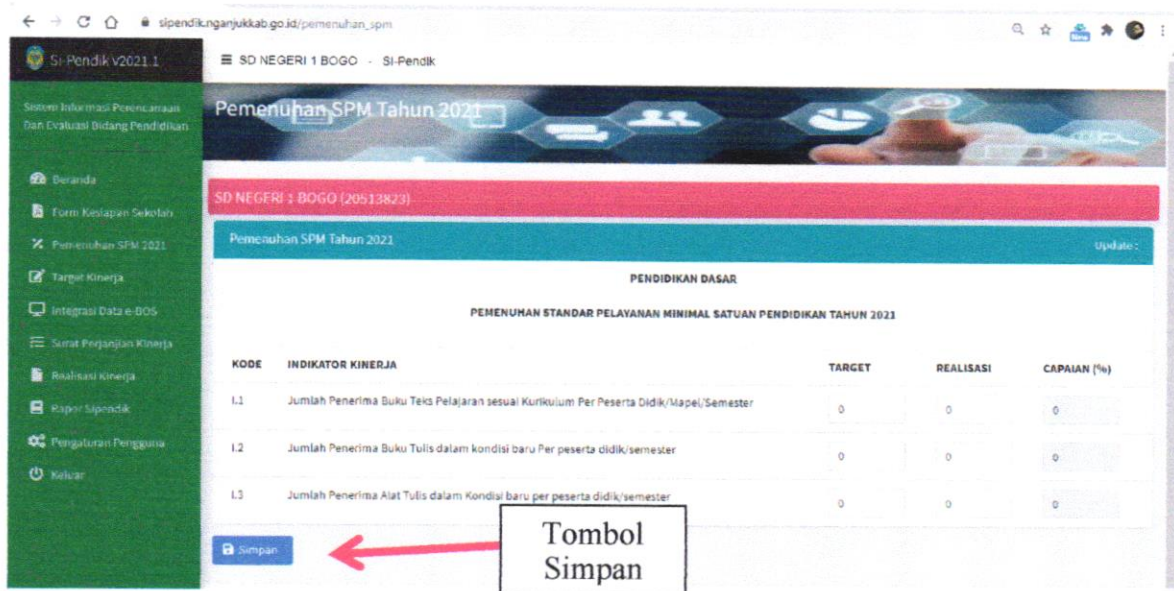 sipendik.nganjukkab.go.id/pemenuhan_spm
Si-Pendik v2021.1
SD NEGERI 1 BOGO - Si-Pendik
Sistem Informasi Perencanaan
Dan Evaluasi Bidang Pendidikan
Pemenuhan SPM Tahun 2021
Beranda
Form Kesiapan Sekolah
Pemenuhan SPM 2021
Target Kinerja
Integrasi Data e-BOS
Surat Perjanjian Kinerja
Realisasi Kinerja
Rapor Sipendik
Pengaturan Pengguna
Keluar
SD NEGERI 1 BOGO (20513823)
Pemenuhan SPM Tahun 2021 Update :
PENDIDIKAN DASAR
PEMENUHAN STANDAR PELAYANAN MINIMAL SATUAN PENDIDIKAN TAHUN 2021
KODE INDIKATOR KINERJA TARGET REALISASI CAPAIAN (%)
I.1 Jumlah Penerima Buku Teks Pelajaran sesuai Kurikulum Per Peserta Didik/Mapel/Semester 0 0 0
I.2 Jumlah Penerima Buku Tulis dalam kondisi baru Per peserta didik/semester 0 0 0
I.3 Jumlah Penerima Alat Tulis dalam Kondisi baru per peserta didik/semester 0 0 0
Simpan
Tombol
Simpan